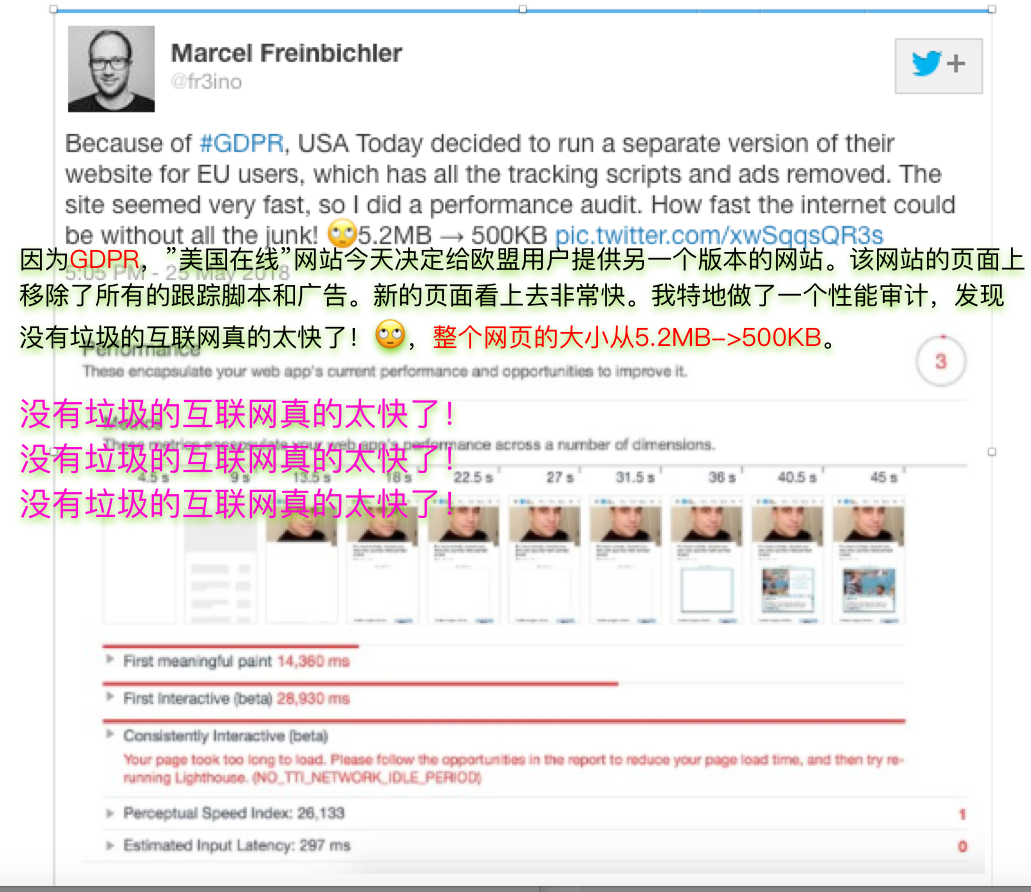 Marcel Freinbichler
@fr3ino
+
Because of #GDPR, USA Today decided to run a separate version of their
website for EU users, which has all the tracking scripts and ads removed. The
site seemed very fast, so I did a performance audit. How fast the internet could
be without all the junk! 🙄5.2MB → 500KB pic.twitter.com/xwSqqsQR3s
因为GDPR，”美国在线”网站今天决定给欧盟用户提供另一个版本的网站。该网站的页面上
5:05 PM - 25 May 2018
移除了所有的跟踪脚本和广告。新的页面看上去非常快。我特地做了一个性能审计，发现
没有垃圾的互联网真的太快了！🙄，整个网页的大小从5.2MB–>500KB。
Performance
3
These encapsulate your web app's current performance and opportunities to improve it.
没有垃圾的互联网真的太快了！
Metrics
These metrics encapsulate your web app's performance across a number of dimensions.
没有垃圾的互联网真的太快了！
4.5 s 9 s 13.5 s 18 s 22.5 s 27 s 31.5 s 36 s 40.5 s 45 s
没有垃圾的互联网真的太快了！
First meaningful paint 14,360 ms
First Interactive (beta) 28,930 ms
Consistently Interactive (beta)
Your page took too long to load. Please follow the opportunities in the report to reduce your page load time, and then try re-
running Lighthouse. (NO_TTI_NETWORK_IDLE_PERIOD)
Perceptual Speed Index: 26,133 1
Estimated Input Latency: 297 ms 0